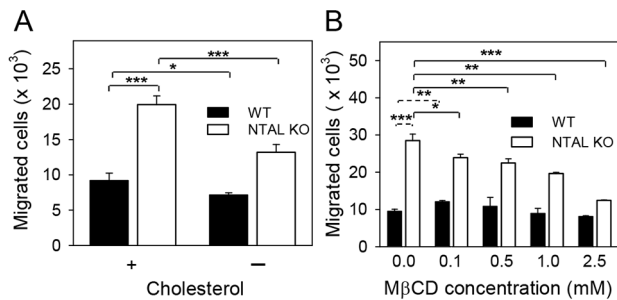 A
Migrated cells (x 10³)
25
20
15
10
5
0
***
*
***
WT
NTAL KO
+ −
Cholesterol
B
Migrated cells (x 10³)
50
40
30
20
10
0
***
**
**
**
*
***
WT
NTAL KO
0.0 0.1 0.5 1.0 2.5
MβCD concentration (mM)